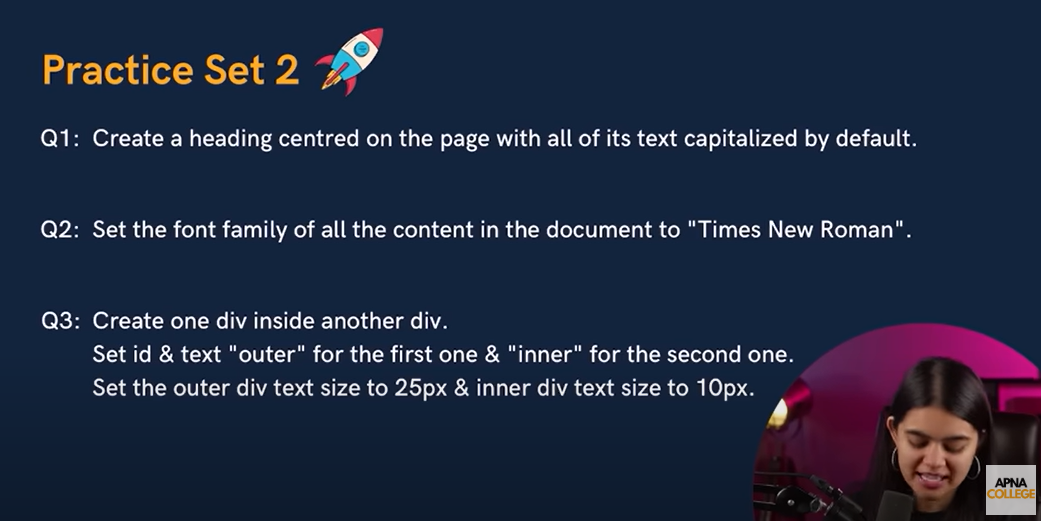 Practice Set 2
Q1: Create a heading centred on the page with all of its text capitalized by default.
Q2: Set the font family of all the content in the document to "Times New Roman".
Q3: Create one div inside another div.
Set id & text "outer" for the first one & "inner" for the second one.
Set the outer div text size to 25px & inner div text size to 10px.
APNA
COLLEGE